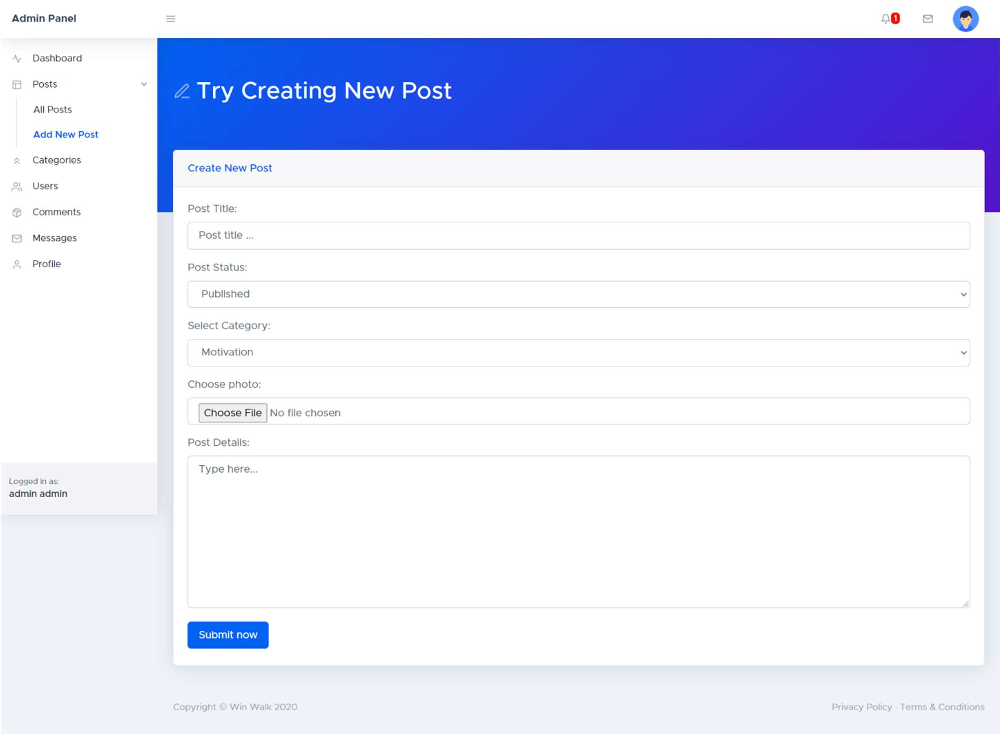 Admin Panel
1
Dashboard
Posts
All Posts
Add New Post
Categories
Users
Comments
Messages
Profile
Logged in as:
admin admin
Try Creating New Post
Create New Post
Post Title:
Post title ...
Post Status:
Published
Select Category:
Motivation
Choose photo:
Choose File No file chosen
Post Details:
Type here...
Submit now
Copyright © Win Walk 2020
Privacy Policy · Terms & Conditions